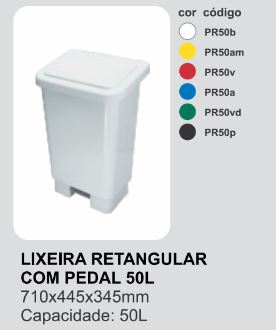 cor código
PR50b
PR50am
PR50v
PR50a
PR50vd
PR50p
LIXEIRA RETANGULAR
COM PEDAL 50L
710x445x345mm
Capacidade: 50L